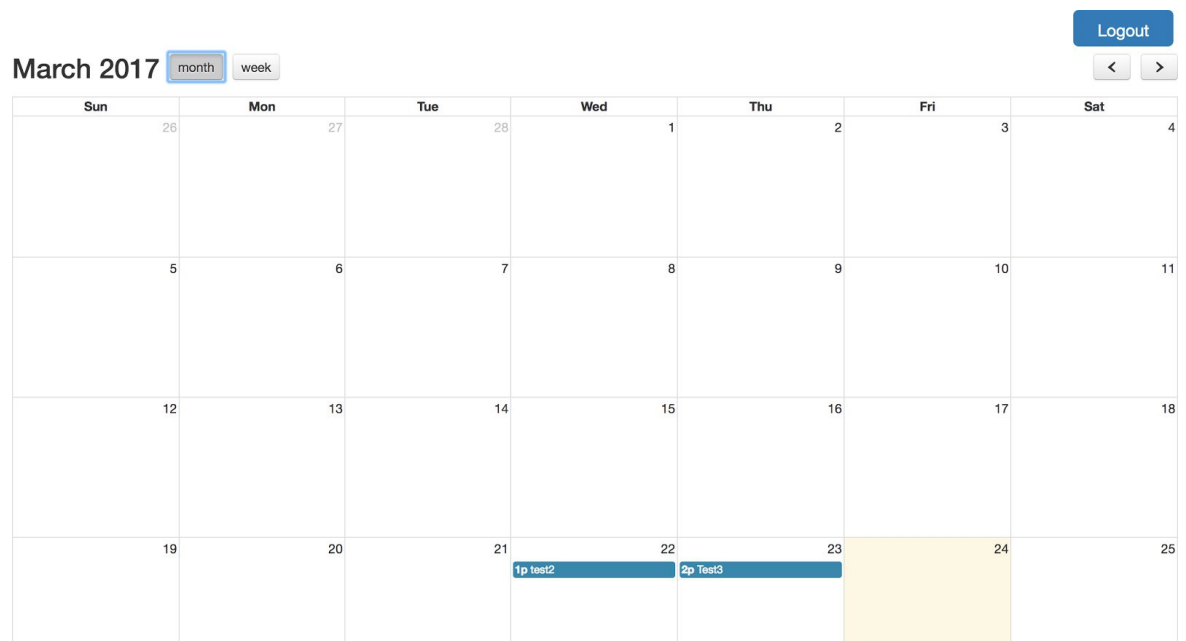 Logout
March 2017 month week < >
Sun Mon Tue Wed Thu Fri Sat
26 27 28 1 2 3 4
5 6 7 8 9 10 11
12 13 14 15 16 17 18
19 20 21 22 23 24 25
1p test2 2p Test3